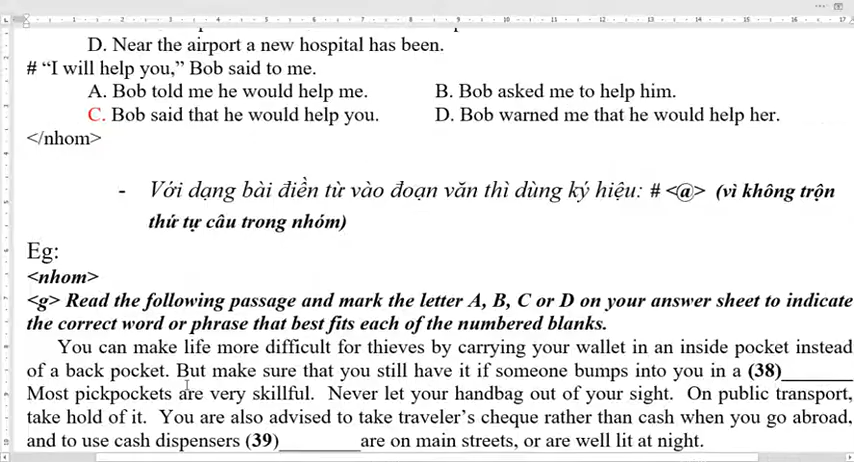 D. Near the airport a new hospital has been.
# “I will help you,” Bob said to me.
A. Bob told me he would help me. B. Bob asked me to help him.
C. Bob said that he would help you. D. Bob warned me that he would help her.
</nhom>
- Với dạng bài điền từ vào đoạn văn thì dùng ký hiệu: # <@> (vì không trộn
thứ tự câu trong nhóm)
Eg:
<nhom>
<g> Read the following passage and mark the letter A, B, C or D on your answer sheet to indicate
the correct word or phrase that best fits each of the numbered blanks.
You can make life more difficult for thieves by carrying your wallet in an inside pocket instead
of a back pocket. But make sure that you still have it if someone bumps into you in a (38)_______
Most pickpockets are very skillful. Never let your handbag out of your sight. On public transport,
take hold of it. You are also advised to take traveler’s cheque rather than cash when you go abroad,
and to use cash dispensers (39)________ are on main streets, or are well lit at night.